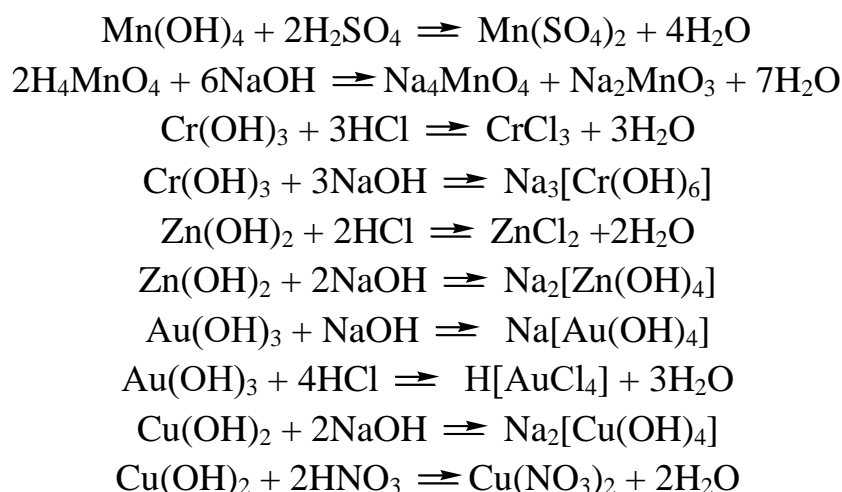 Mn(OH)₄ + 2H₂SO₄ ⇌ Mn(SO₄)₂ + 4H₂O
2H₄MnO₄ + 6NaOH ⇌ Na₄MnO₄ + Na₂MnO₃ + 7H₂O
Cr(OH)₃ + 3HCl ⇌ CrCl₃ + 3H₂O
Cr(OH)₃ + 3NaOH ⇌ Na₃[Cr(OH)₆]
Zn(OH)₂ + 2HCl ⇌ ZnCl₂ +2H₂O
Zn(OH)₂ + 2NaOH ⇌ Na₂[Zn(OH)₄]
Au(OH)₃ + NaOH ⇌ Na[Au(OH)₄]
Au(OH)₃ + 4HCl ⇌ H[AuCl₄] + 3H₂O
Cu(OH)₂ + 2NaOH ⇌ Na₂[Cu(OH)₄]
Cu(OH)₂ + 2HNO₃ ⇌ Cu(NO₃)₂ + 2H₂O